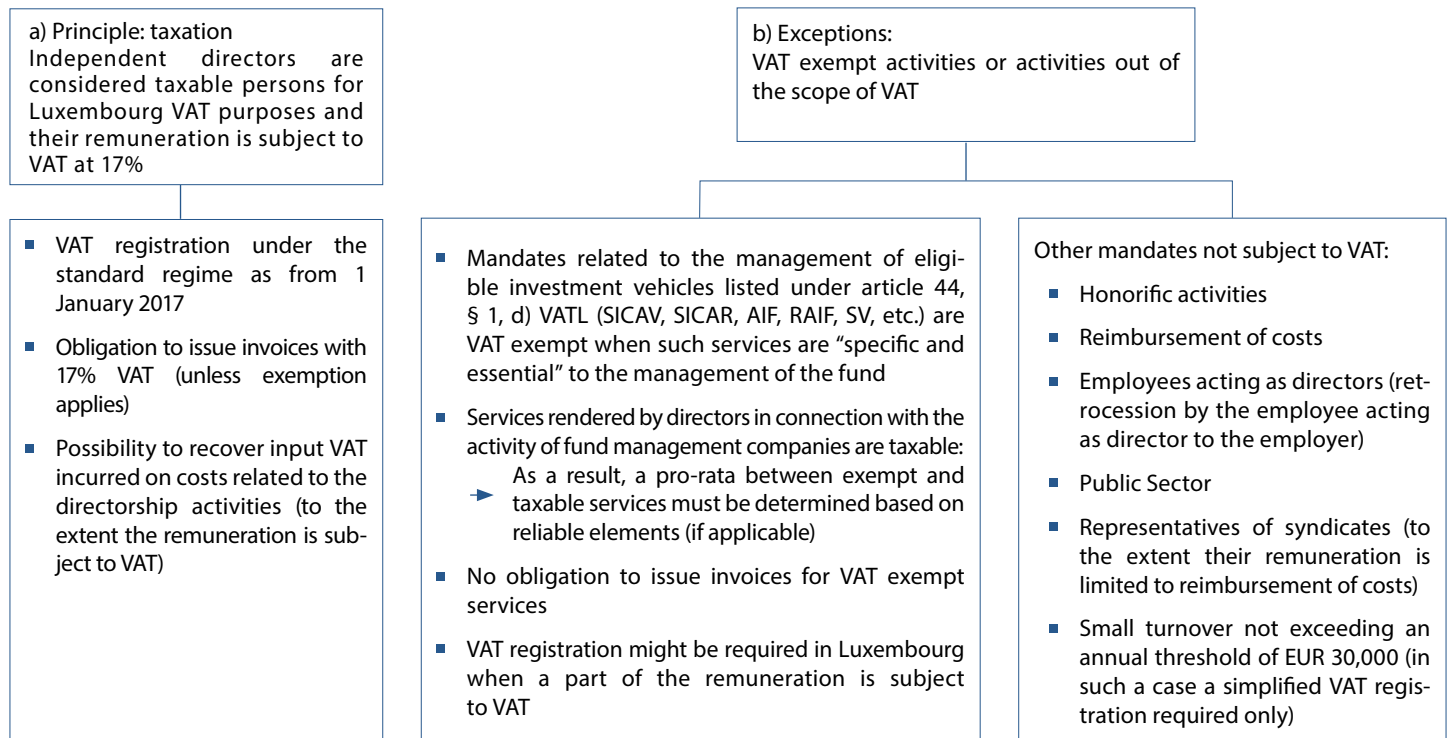 a) Principle: taxation
Independent directors are
considered taxable persons for
Luxembourg VAT purposes and
their remuneration is subject to
VAT at 17%
b) Exceptions:
VAT exempt activities or activities out of
the scope of VAT
▪ VAT registration under the
standard regime as from 1
January 2017
▪ Obligation to issue invoices with
17% VAT (unless exemption
applies)
▪ Possibility to recover input VAT
incurred on costs related to the
directorship activities (to the
extent the remuneration is sub-
ject to VAT)
▪ Mandates related to the management of eligi-
ble investment vehicles listed under article 44,
§ 1, d) VATL (SICAV, SICAR, AIF, RAIF, SV, etc.) are
VAT exempt when such services are “specific and
essential” to the management of the fund
▪ Services rendered by directors in connection with the
activity of fund management companies are taxable:
As a result, a pro-rata between exempt and
taxable services must be determined based on
reliable elements (if applicable)
▪ No obligation to issue invoices for VAT exempt
services
▪ VAT registration might be required in Luxembourg
when a part of the remuneration is subject
to VAT
Other mandates not subject to VAT:
▪ Honorific activities
▪ Reimbursement of costs
▪ Employees acting as directors (ret-
rocession by the employee acting
as director to the employer)
▪ Public Sector
▪ Representatives of syndicates (to
the extent their remuneration is
limited to reimbursement of costs)
▪ Small turnover not exceeding an
annual threshold of EUR 30,000 (in
such a case a simplified VAT regis-
tration required only)